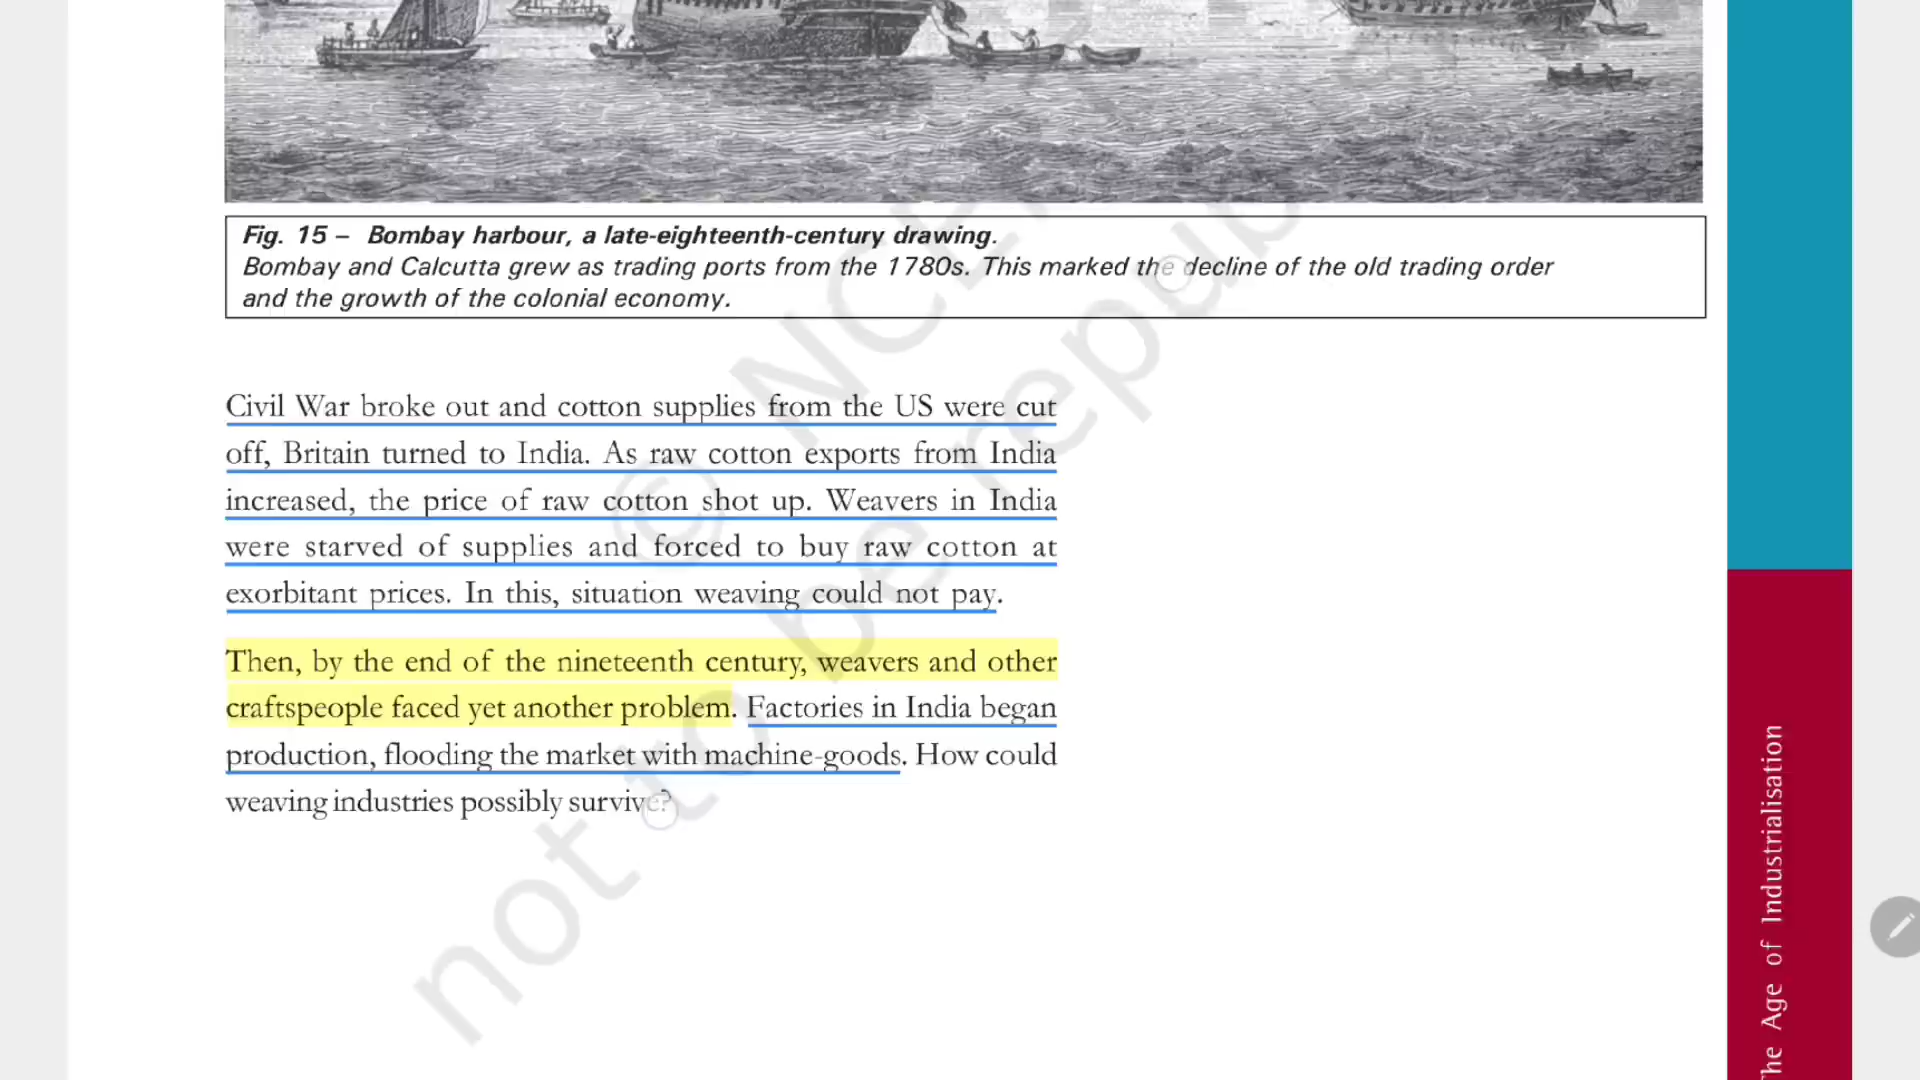 Fig. 15 – Bombay harbour, a late-eighteenth-century drawing.
Bombay and Calcutta grew as trading ports from the 1780s. This marked the decline of the old trading order
and the growth of the colonial economy.
Civil War broke out and cotton supplies from the US were cut
off, Britain turned to India. As raw cotton exports from India
increased, the price of raw cotton shot up. Weavers in India
were starved of supplies and forced to buy raw cotton at
exorbitant prices. In this, situation weaving could not pay.
Then, by the end of the nineteenth century, weavers and other
craftspeople faced yet another problem. Factories in India began
production, flooding the market with machine-goods. How could
weaving industries possibly survive?
he Age of Industrialisation
© NCE
not to be repub